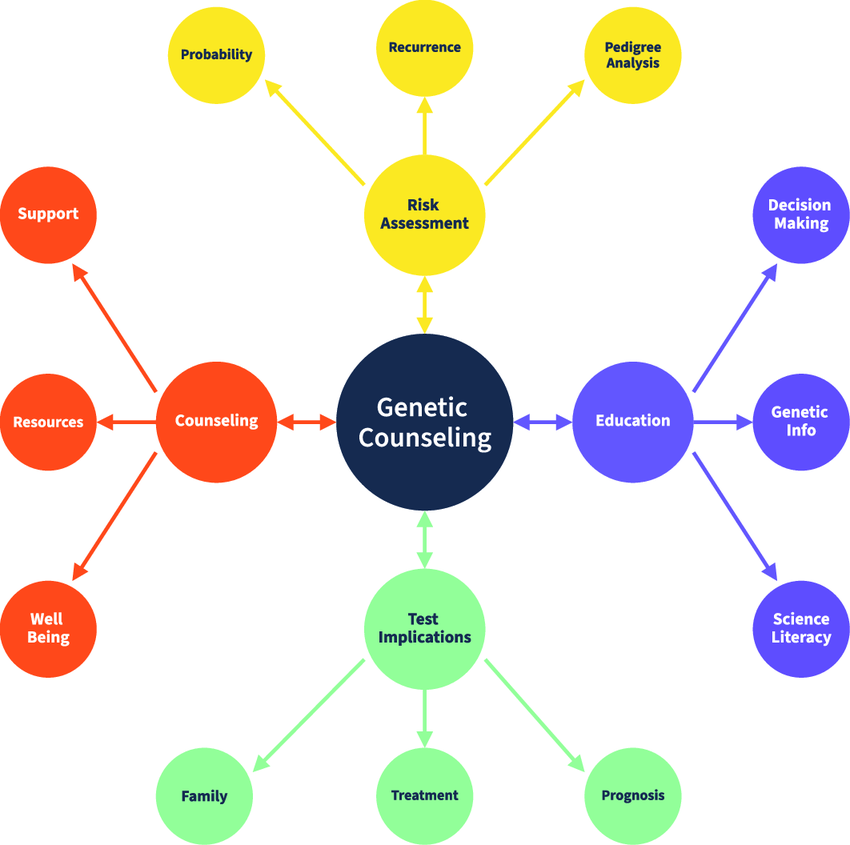 Probability
Recurrence
Pedigree
Analysis
Risk
Assessment
Support
Decision
Making
Genetic
Counseling
Resources
Counseling
Education
Genetic
Info
Well
Being
Test
Implications
Science
Literacy
Family
Treatment
Prognosis